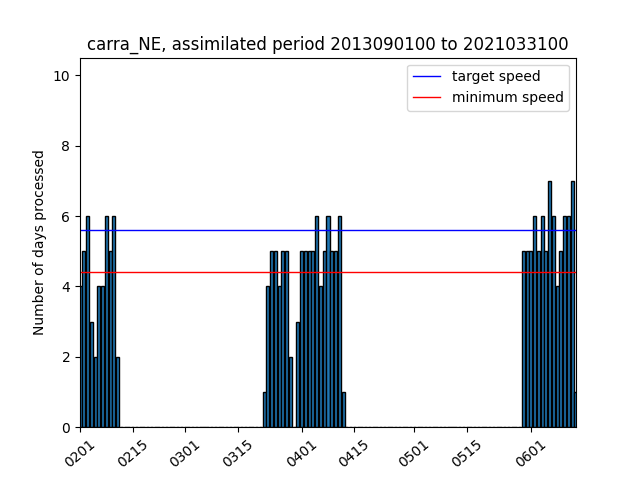 carra_NE, assimilated period 2013090100 to 2021033100
target speed
minimum speed
Number of days processed
10
8
6
4
2
0
0201 0215 0301 0315 0401 0415 0501 0515 0601